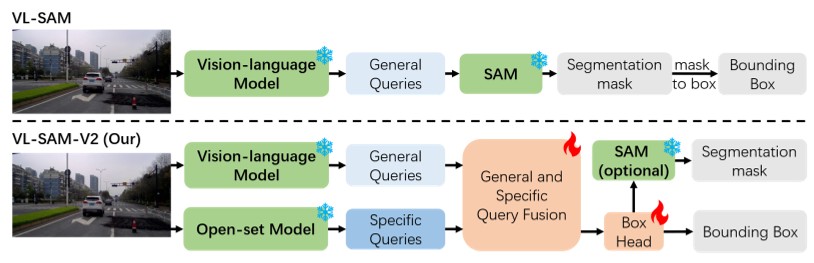 VL-SAM
Vision-language
Model
General
Queries
SAM
Segmentation
mask
mask
to box
Bounding
Box
VL-SAM-V2 (Our)
Vision-language
Model
General
Queries
General and
Specific
Query Fusion
SAM
(optional)
Segmentation
mask
Open-set Model
Specific
Queries
Box
Head
Bounding Box